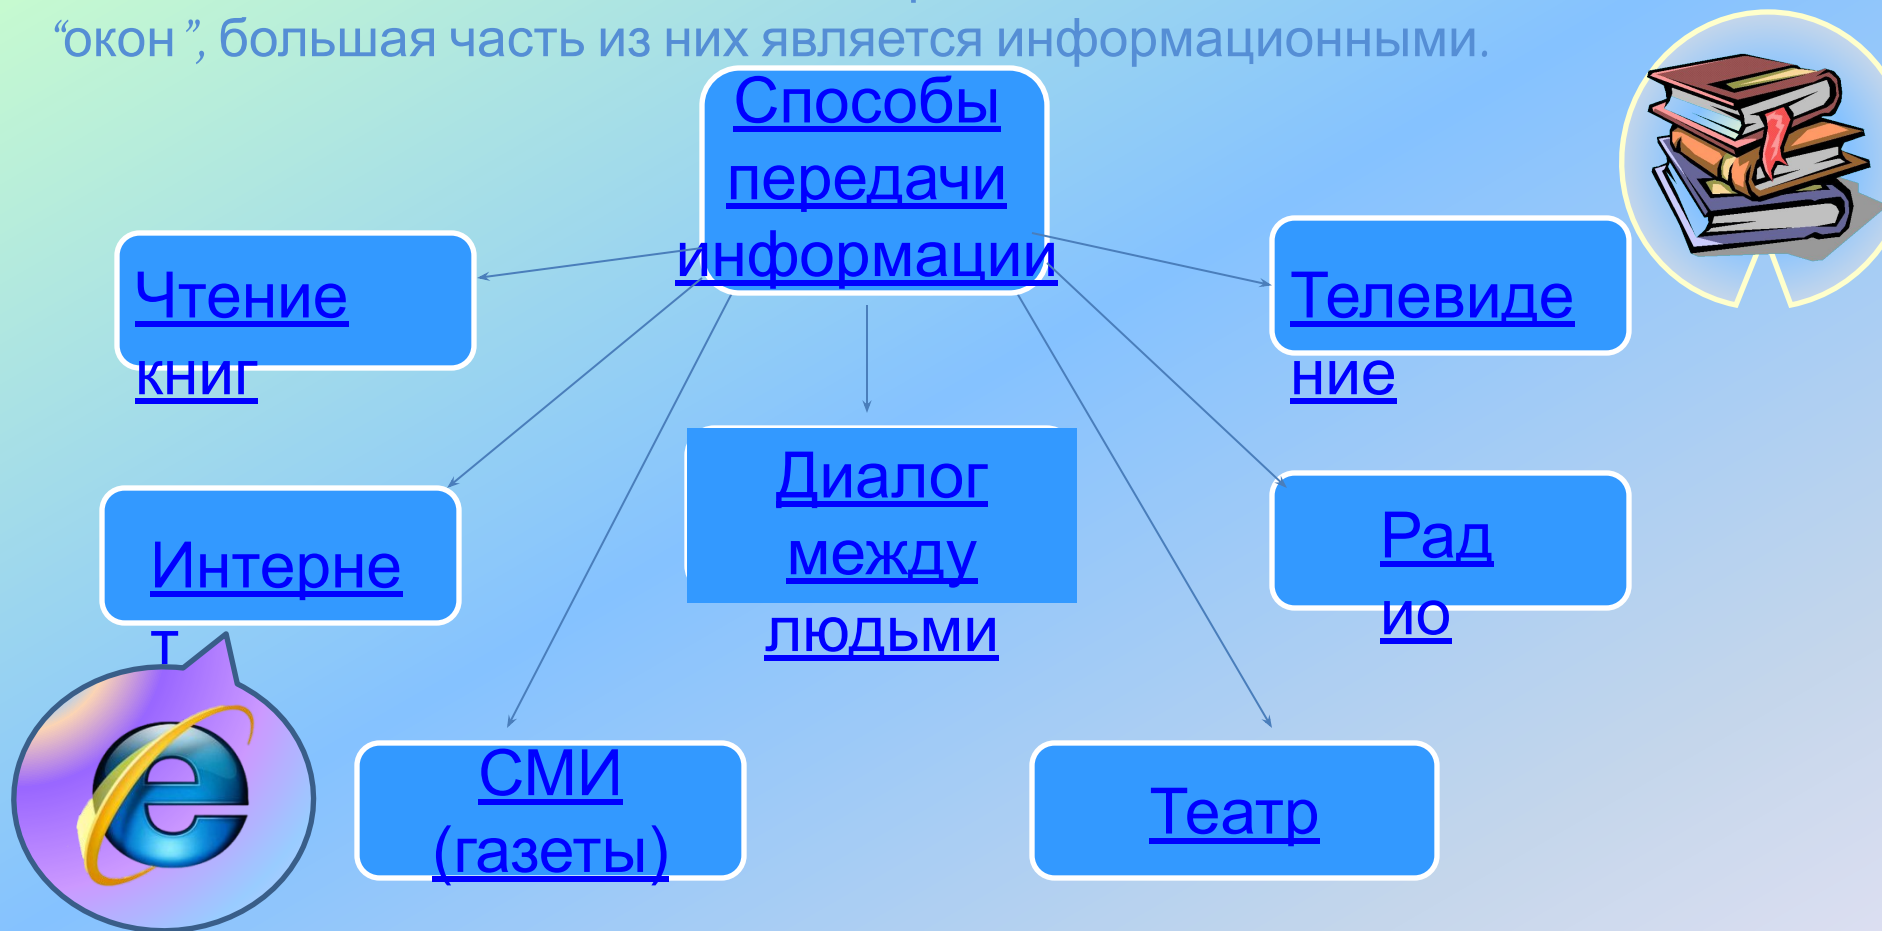 “окон”, большая часть из них является информационными.
Способы
передачи
информации
Чтение
книг
Телевиде
ние
Интерне
т
Диалог
между
людьми
Рад
ио
СМИ
(газеты)
Театр